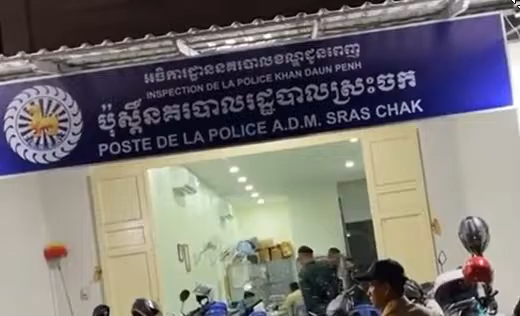 អធិការដ្ឋាននគរបាលខណ្ឌដូនពេញ
INSPECTION DE LA POLICE KHAN DAUN PENH
ប៉ុស្តិ៍នគរបាលរដ្ឋបាលស្រះចក
POSTE DE LA POLICE A.D.M. SRAS CHAK